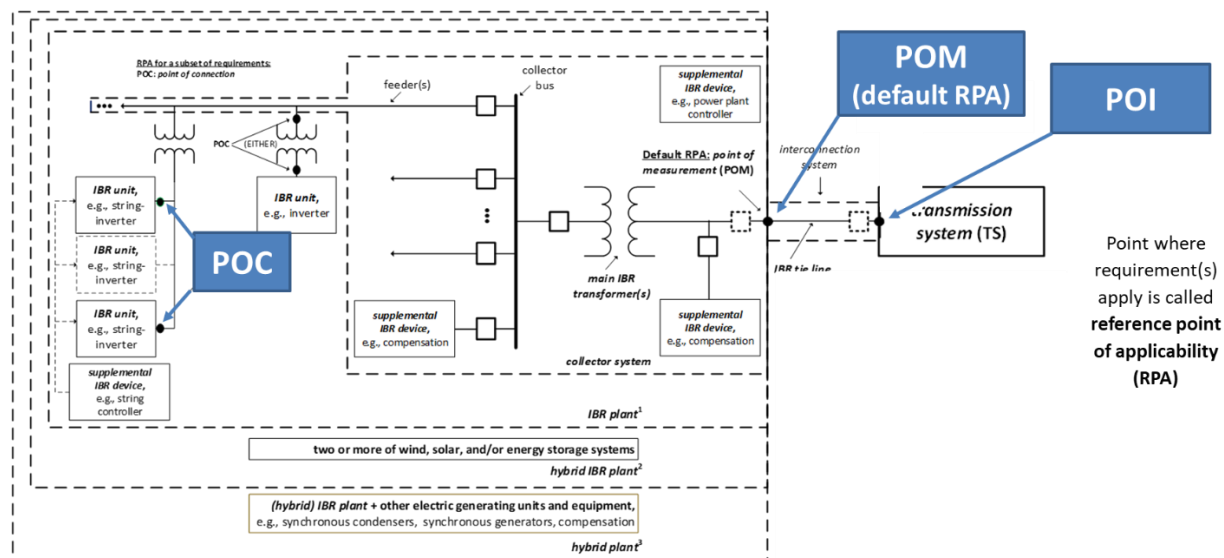 RPA for a subset of requirements:
POC: point of connection
feeder(s)
collector
bus
supplemental
IBR device,
e.g., power plant
controller
POM
(default RPA)
POI
POC
(EITHER)
Default RPA: point of
measurement (POM)
interconnection
system
IBR unit,
e.g., string-
inverter
IBR unit,
e.g., inverter
IBR unit,
e.g., string-
inverter
IBR unit,
e.g., string-
inverter
POC
supplemental
IBR device,
e.g., string
controller
supplemental
IBR device,
e.g., compensation
main IBR
transformer(s)
supplemental
IBR device,
e.g., compensation
collector system
IBR tie line
transmission
system (TS)
Point where
requirement(s)
apply is called
reference point
of applicability
(RPA)
IBR plant1
two or more of wind, solar, and/or energy storage systems
hybrid IBR plant2
(hybrid) IBR plant + other electric generating units and equipment,
e.g., synchronous condensers, synchronous generators, compensation
hybrid plant3